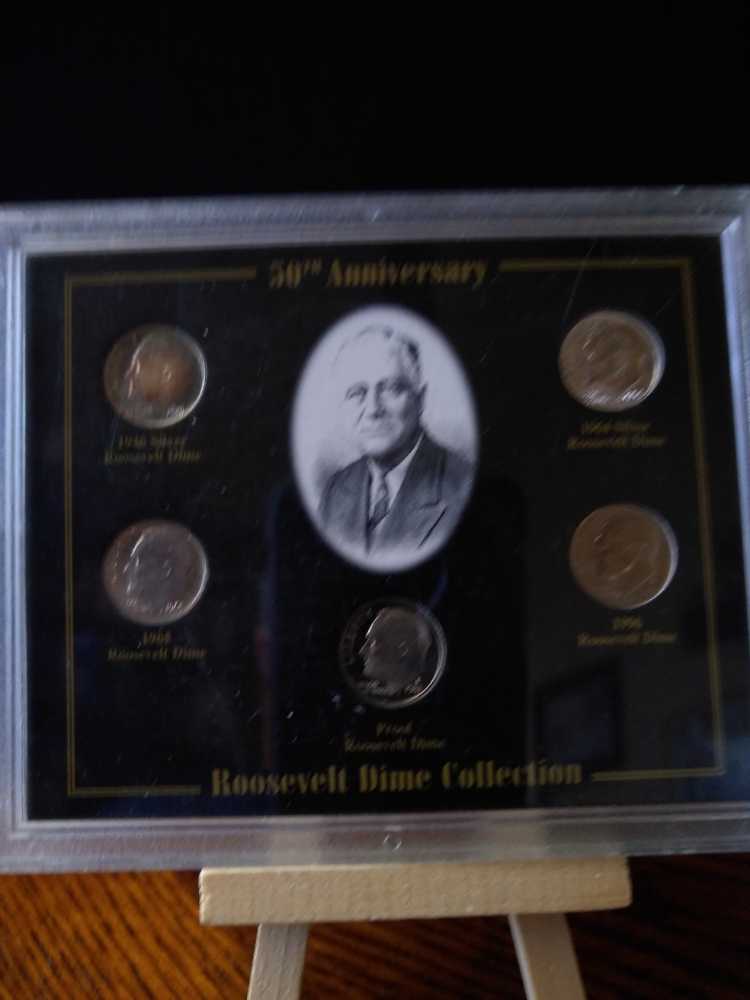 50TH Anniversary
Silver
Roosevelt Dime
1964 Silver
Roosevelt Dime
Roosevelt Dime
1996
Roosevelt Dime
Proof
Roosevelt Dime
Roosevelt Dime Collection